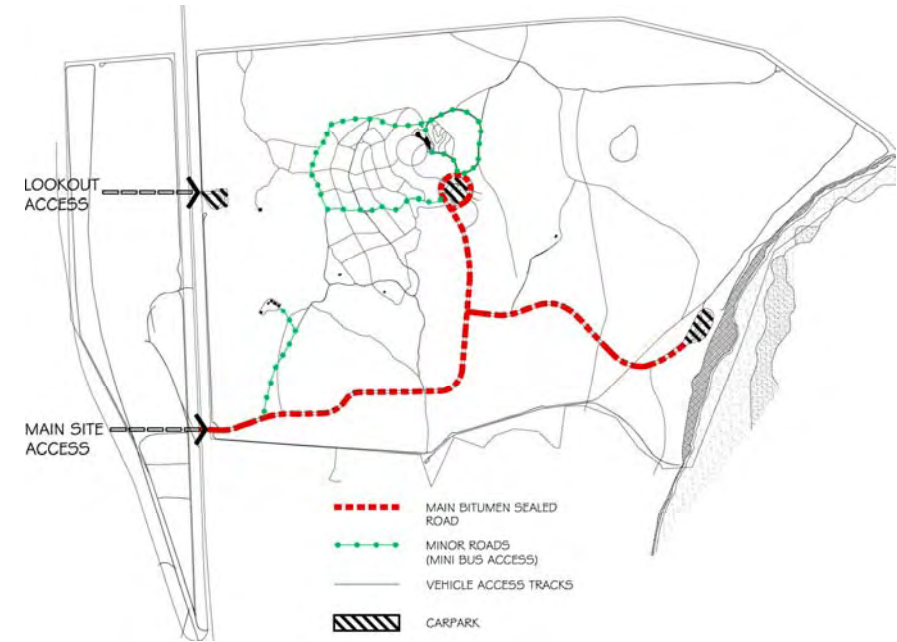 LOOKOUT
ACCESS
MAIN SITE
ACCESS
MAIN BITUMEN SEALED
ROAD
MINOR ROADS
(MINI BUS ACCESS)
VEHICLE ACCESS TRACKS
CARPARK